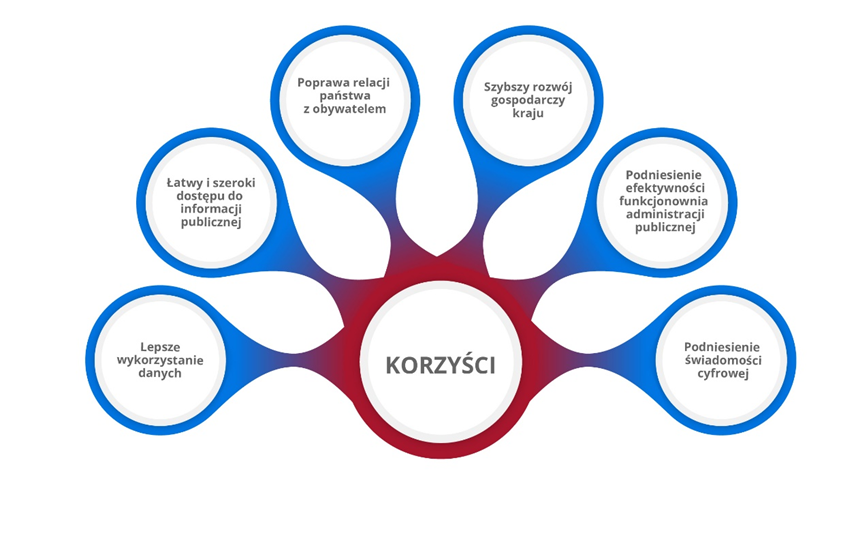 Poprawa relacji
państwa
z obywatelem
Szybszy rozwój
gospodarczy
kraju
Łatwy i szeroki
dostępu do
informacji
publicznej
Podniesienie
efektywności
funkcjonownia
administracji
publicznej
Lepsze
wykorzystanie
danych
KORZYŚCI
Podniesienie
świadomości
cyfrowej